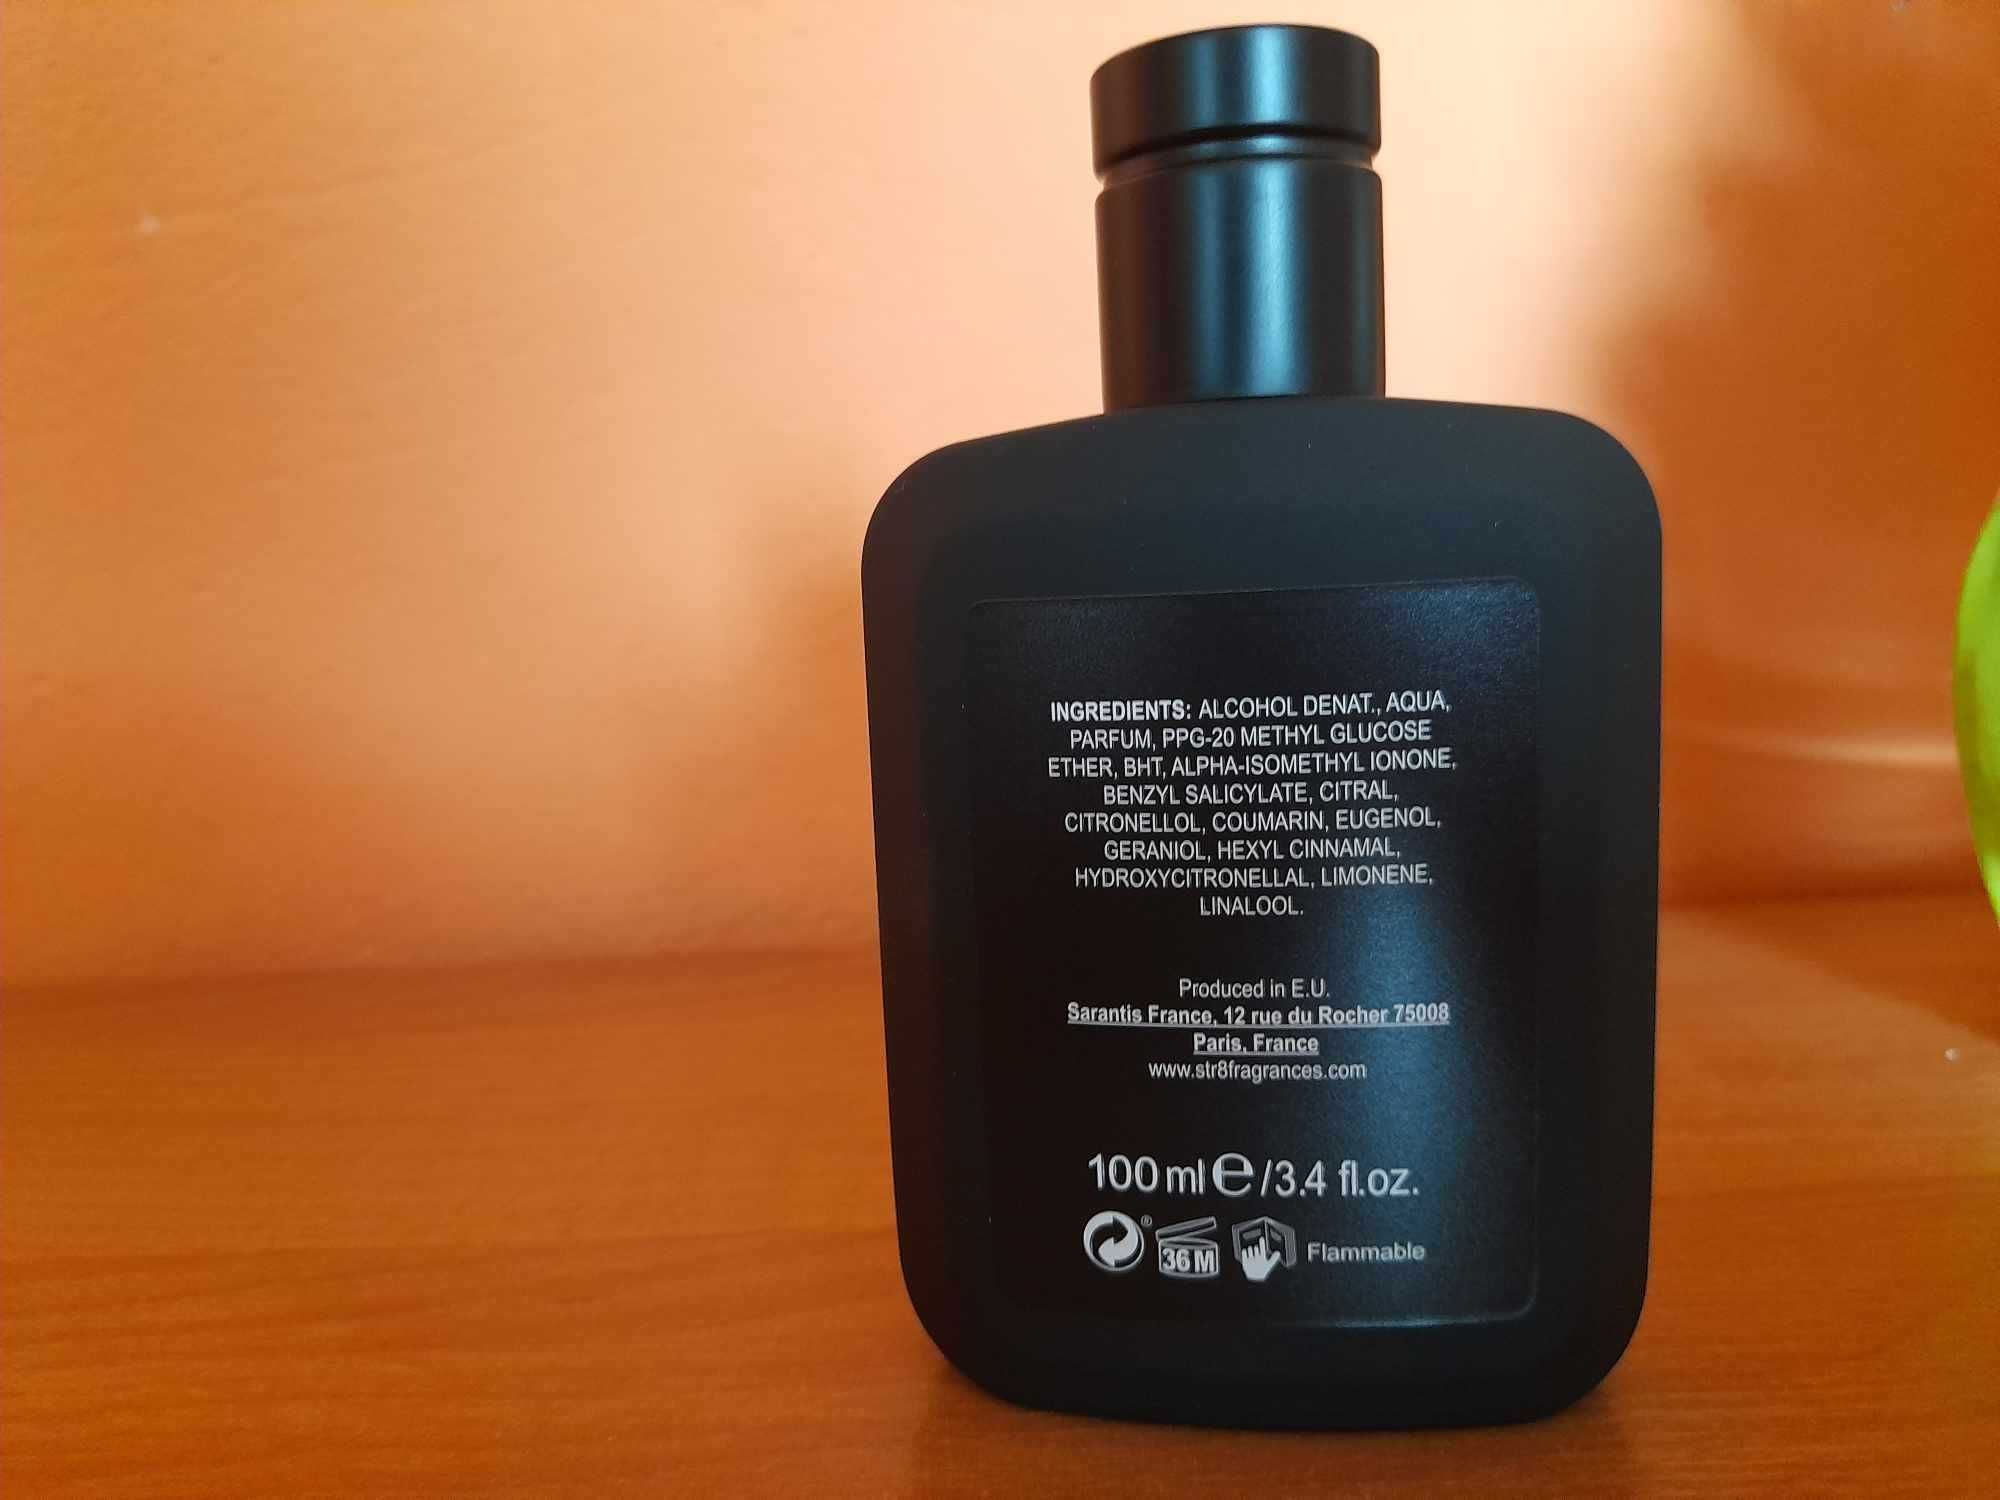 INGREDIENTS: ALCOHOL DENAT., AQUA,
PARFUM, PPG-20 METHYL GLUCOSE
ETHER, BHT, ALPHA-ISOMETHYL IONONE,
BENZYL SALICYLATE, CITRAL,
CITRONELLOL, COUMARIN, EUGENOL,
GERANIOL, HEXYL CINNAMAL,
HYDROXYCITRONELLAL, LIMONENE,
LINALOOL.
Produced in E.U.
Sarantis France, 12 rue du Rocher 75008
Paris, France
www.str8fragrances.com
100 ml e/3.4 fl.oz.
® 36 M Flammable